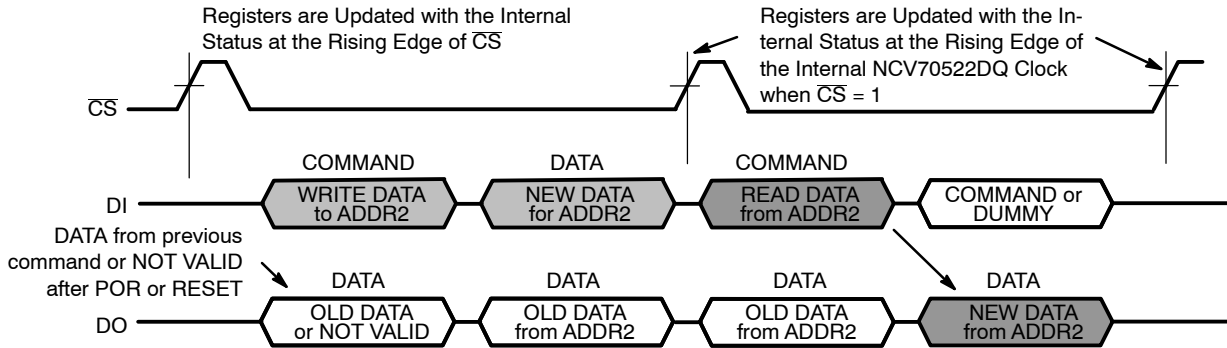 Registers are Updated with the Internal
Status at the Rising Edge of C̅S̅
Registers are Updated with the In-
ternal Status at the Rising Edge of
the Internal NCV70522DQ Clock
when C̅S̅ = 1
C̅S̅
COMMAND
DATA
COMMAND
DI
WRITE DATA
to ADDR2
NEW DATA
for ADDR2
READ DATA
from ADDR2
COMMAND or
DUMMY
DATA from previous
command or NOT VALID
after POR or RESET
DATA
DATA
DATA
DATA
DO
OLD DATA
or NOT VALID
OLD DATA
from ADDR2
OLD DATA
from ADDR2
NEW DATA
from ADDR2